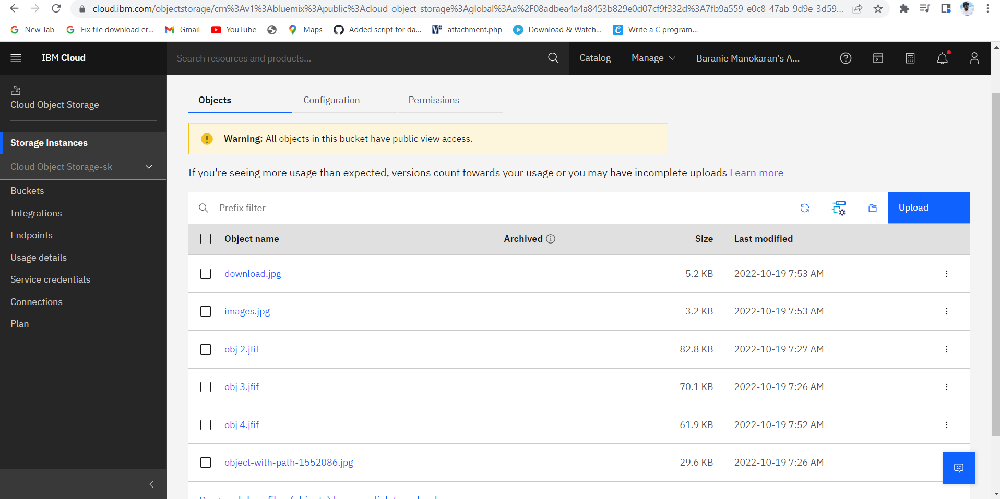 cloud.ibm.com/objectstorage/crn%3Av1%3Abluemix%3Apublic%3Acloud-object-storage%3Aglobal%3Aa%2F08adbea4a4a8453b829e0d07cf9f332d%3A7fb9a559-e0c8-47ab-9d9e-3d59...
New Tab Fix file download er... Gmail YouTube Maps Added script for da... attachment.php Download & Watch... Write a C program...
IBM Cloud Search resources and products... Catalog Manage Baranie Manokaran's A...
Cloud Object Storage
Storage instances
Cloud Object Storage-sk
Buckets
Integrations
Endpoints
Usage details
Service credentials
Connections
Plan
Objects Configuration Permissions
Warning: All objects in this bucket have public view access.
If you're seeing more usage than expected, versions count towards your usage or you may have incomplete uploads Learn more
Prefix filter Upload
Object name Archived Size Last modified
download.jpg 5.2 KB 2022-10-19 7:53 AM
images.jpg 3.2 KB 2022-10-19 7:53 AM
obj 2.jfif 82.8 KB 2022-10-19 7:27 AM
obj 3.jfif 70.1 KB 2022-10-19 7:26 AM
obj 4.jfif 61.9 KB 2022-10-19 7:52 AM
object-with-path-1552086.jpg 29.6 KB 2022-10-19 7:26 AM